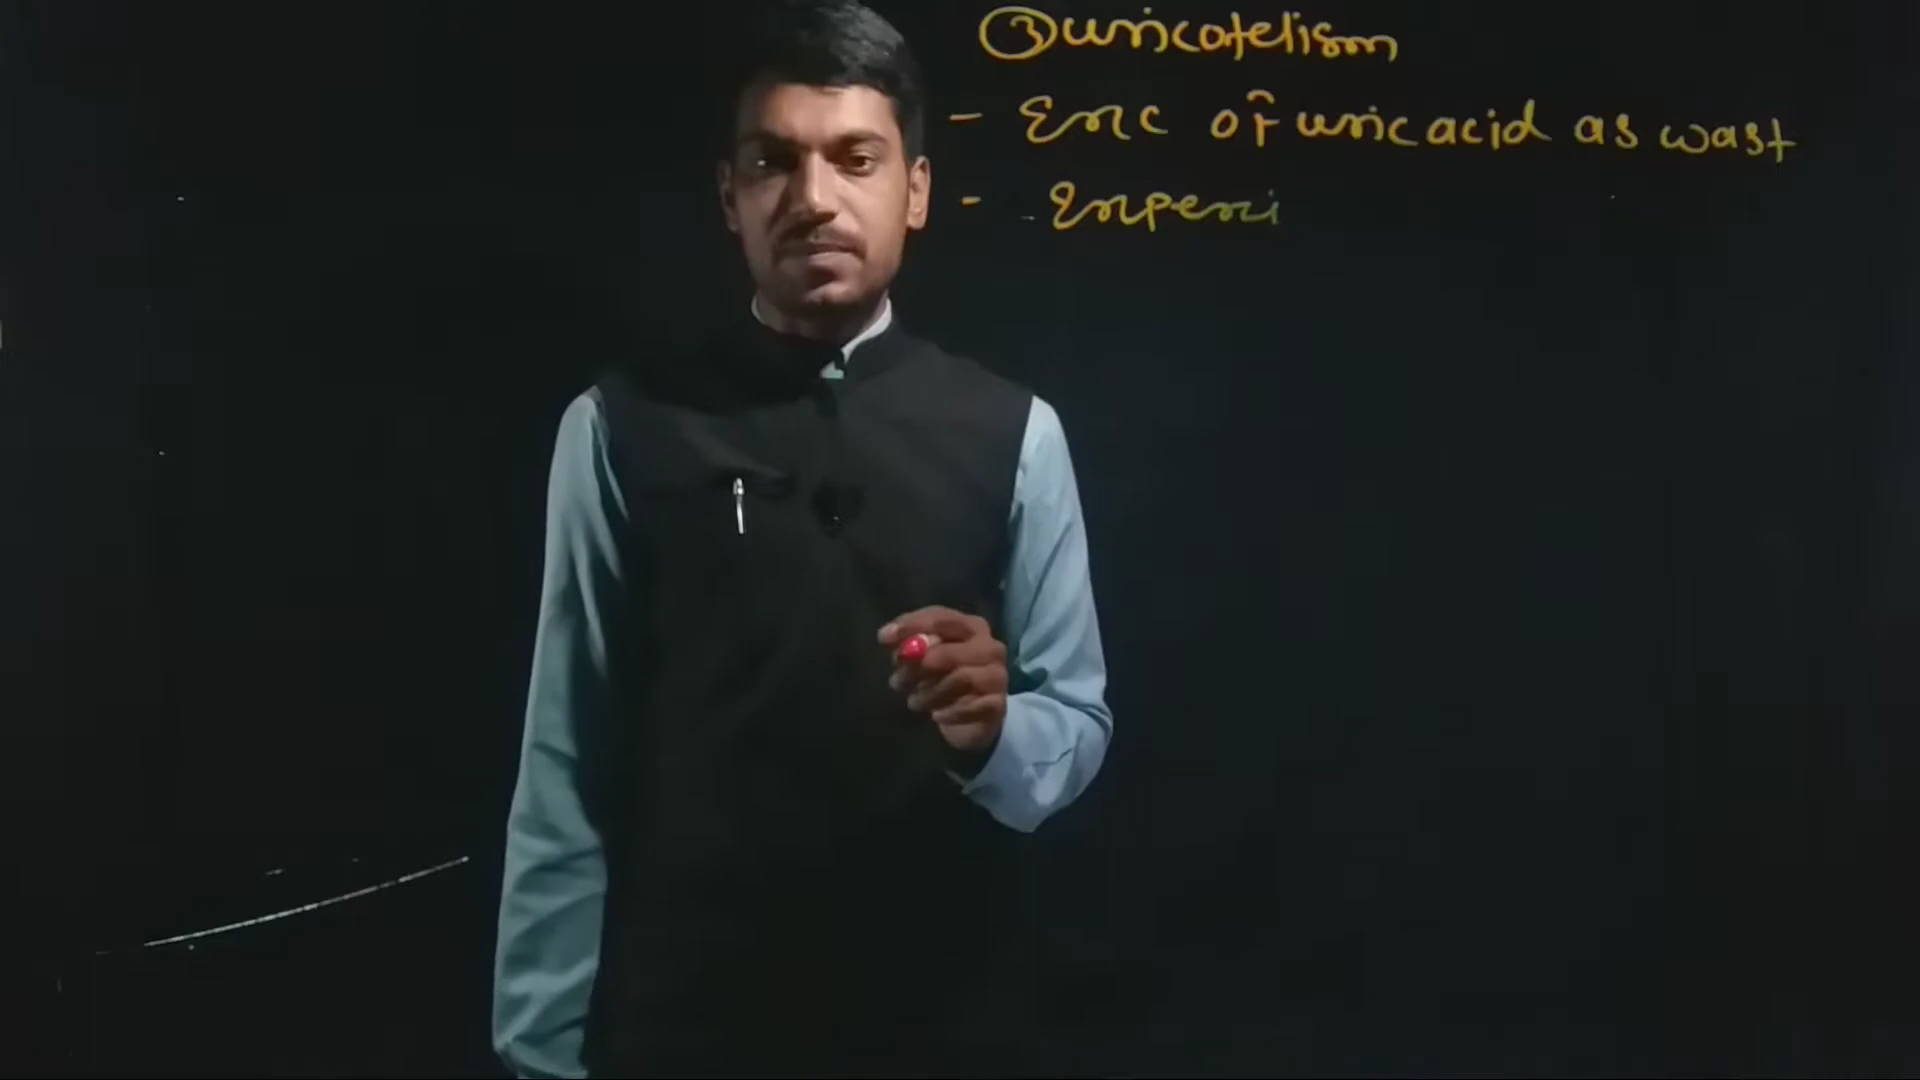 ③ uricotelism
- Exc of uric acid as wast
- Experi